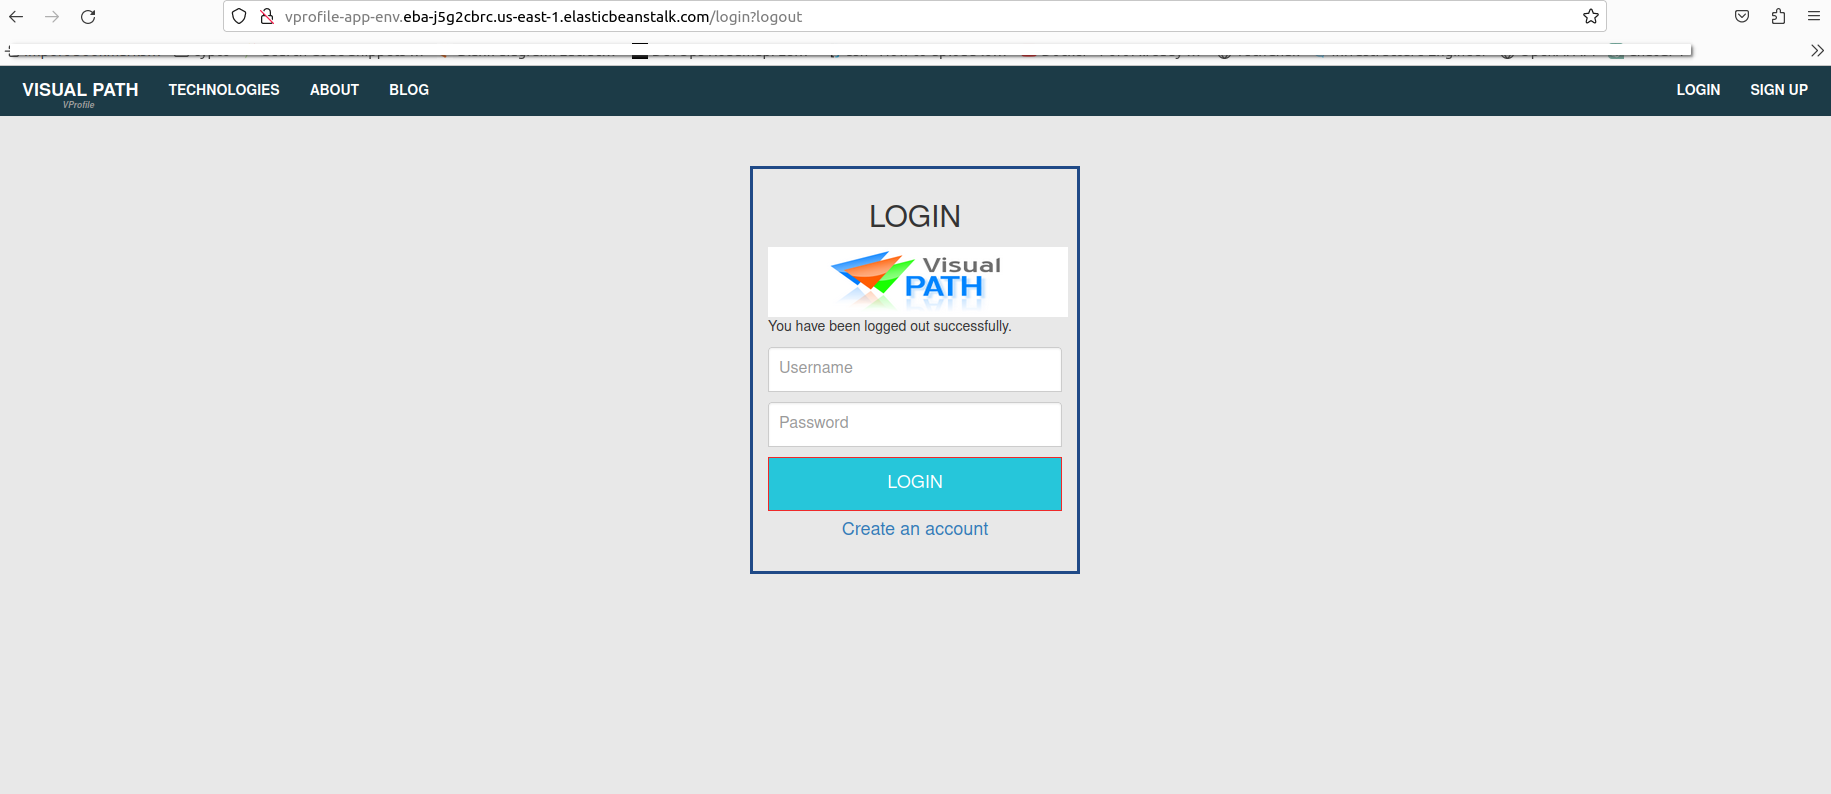 vprofile-app-env.eba-j5g2cbrc.us-east-1.elasticbeanstalk.com/login?logout
VISUAL PATH TECHNOLOGIES ABOUT BLOG LOGIN SIGN UP
VProfile
LOGIN
Visual
PATH
You have been logged out successfully.
Username
Password
LOGIN
Create an account